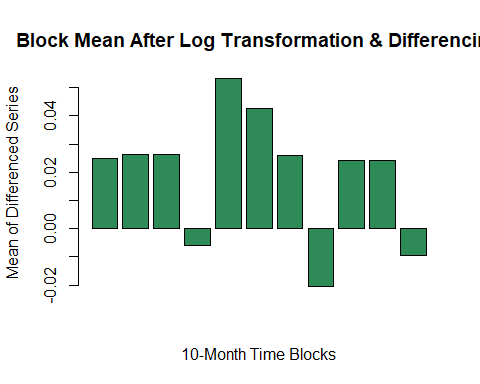 Block Mean After Log Transformation & Differencin
Mean of Differenced Series
0.04
0.02
0.00
-0.02
10-Month Time Blocks